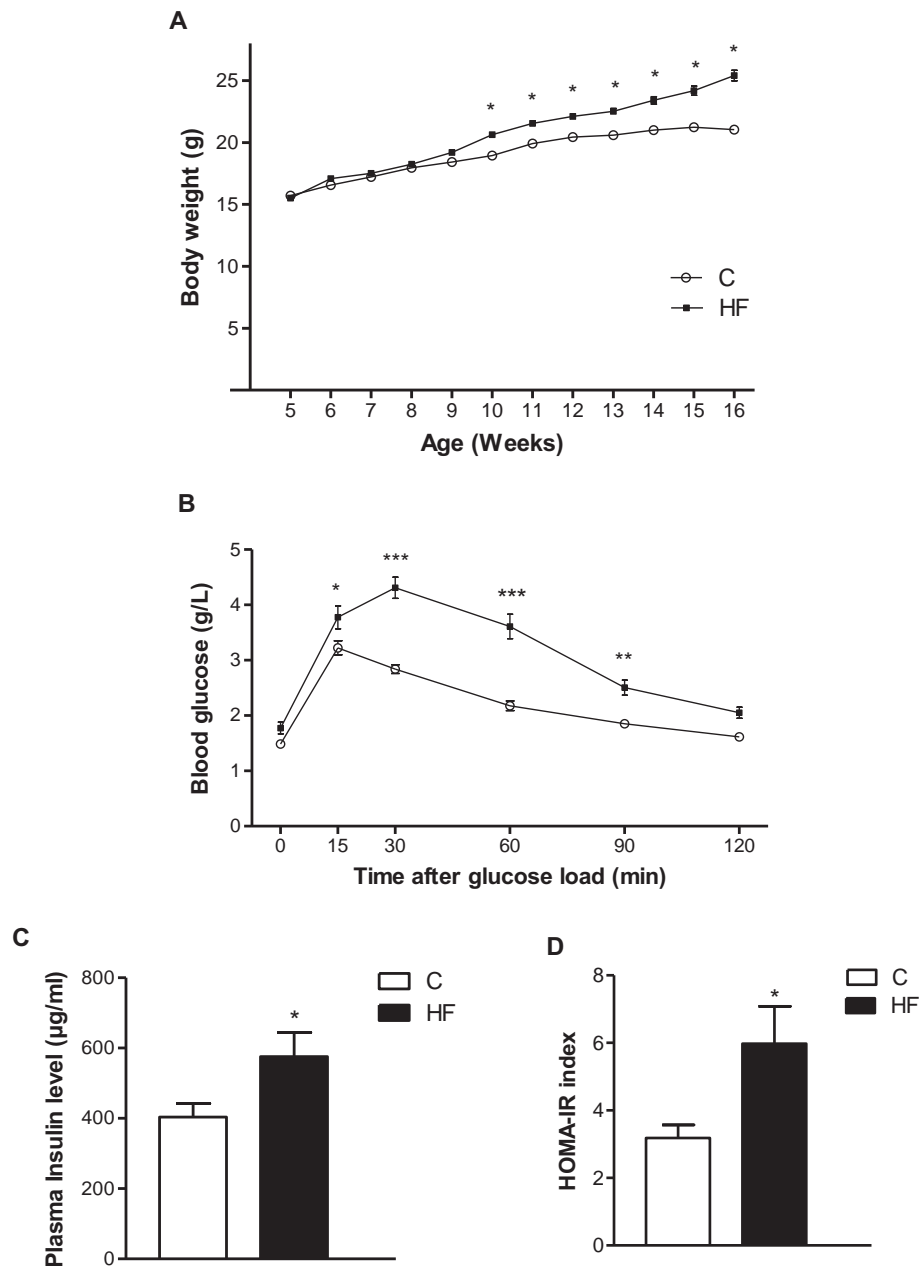 A
Body weight (g)
25
20
15
10
5
* * * * * * *
C
HF
5 6 7 8 9 10 11 12 13 14 15 16
Age (Weeks)
B
Blood glucose (g/L)
5
4
3
2
1
0
* *** *** **
0 15 30 60 90 120
Time after glucose load (min)
C
Plasma Insulin level (µg/ml)
800
600
400
200
0
*
C
HF
D
HOMA-IR index
8
6
4
2
0
*
C
HF